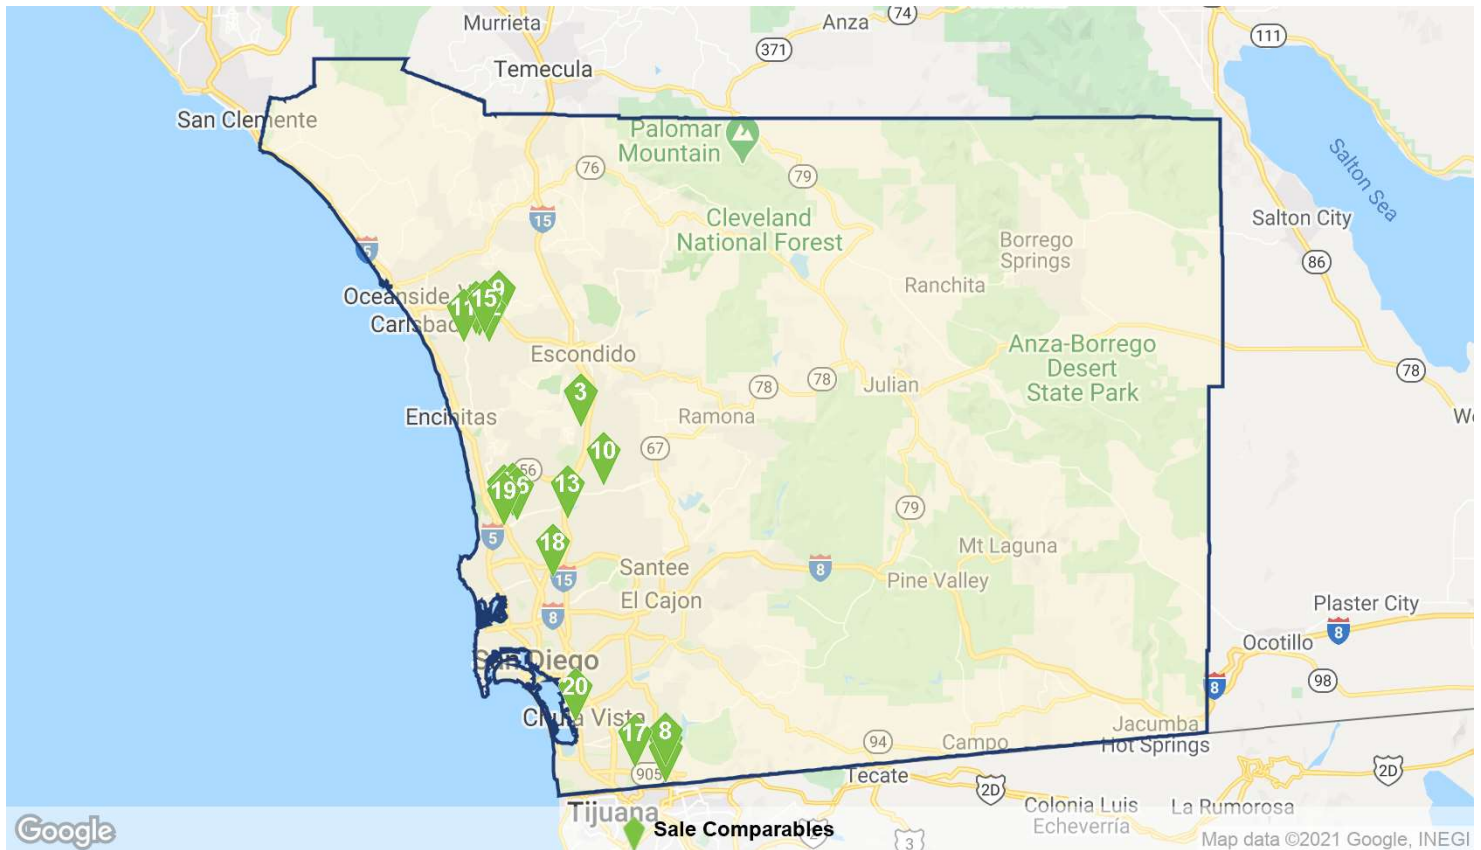 Murrieta
Anza
74
111
371
Temecula
San Clemente
Palomar
Mountain
76
79
Salton Sea
15
Cleveland
National Forest
Salton City
5
Borrego
Springs
86
Ranchita
Oceanside
9
15
11
Carlsbad
Escondido
Anza-Borrego
Desert
State Park
78
78
78
Julian
3
Encinitas
Ramona
67
10
56
13
19
79
5
18
Mt Laguna
Santee
15
8
Pine Valley
El Cajon
8
Plaster City
8
Ocotillo
San Diego
98
8
20
Chula Vista
Jacumba
Hot Springs
17
8
94
Campo
905
Tecate
2D
2D
Colonia Luis
Echeverría
La Rumorosa
Tijuana
Google
Sale Comparables
3
Map data ©2021 Google, INEGI